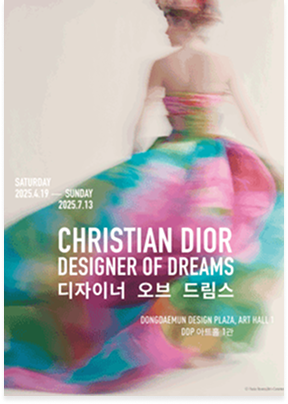 SATURDAY
2025.4.19 — SUNDAY
2025.7.13
CHRISTIAN DIOR
DESIGNER OF DREAMS
디자이너 오브 드림스
DONGDAEMUN DESIGN PLAZA, ART HALL 1
DDP 아트홀 1관